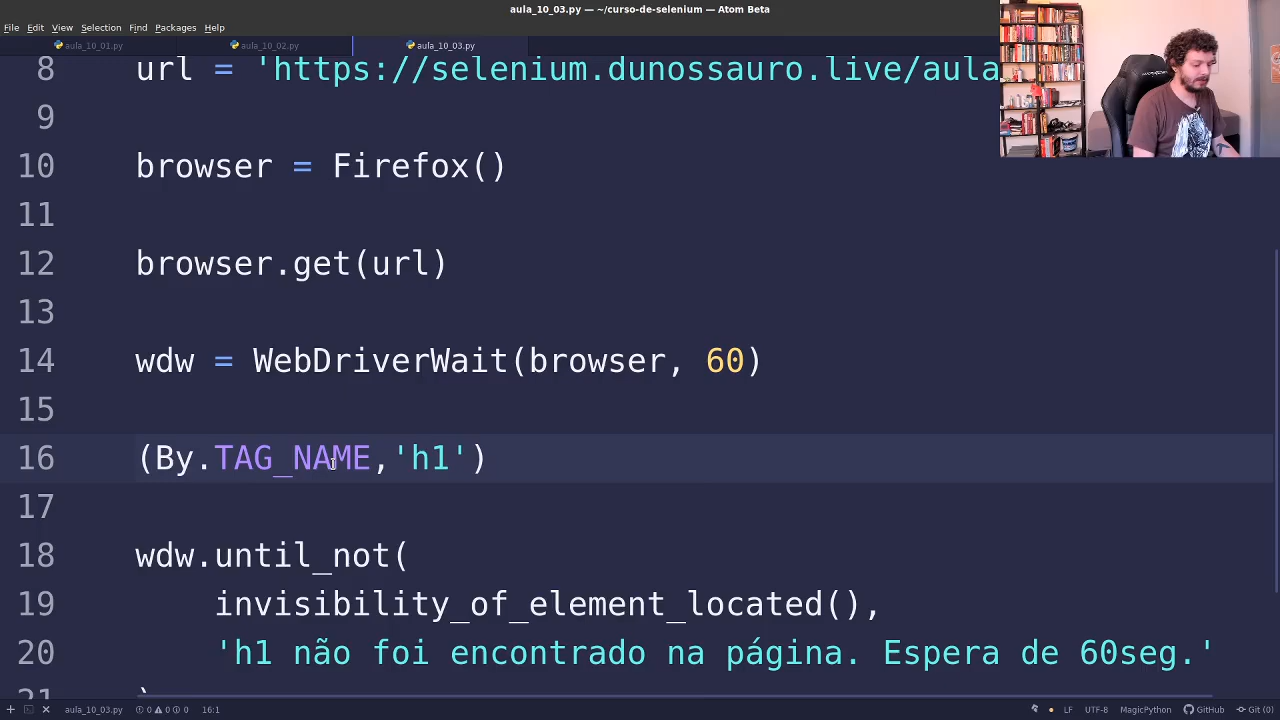 aula_10_03.py — ~/curso-de-selenium — Atom Beta
File Edit View Selection Find Packages Help
aula_10_01.py aula_10_02.py aula_10_03.py
8 url = 'https://selenium.dunossauro.live/aula
9
10 browser = Firefox()
11
12 browser.get(url)
13
14 wdw = WebDriverWait(browser, 60)
15
16 (By.TAG_NAME,'h1')
17
18 wdw.until_not(
19 invisibility_of_element_located(),
20 'h1 não foi encontrado na página. Espera de 60seg.'
21 )
aula_10_03.py 0 0 0 16:1 LF UTF-8 MagicPython GitHub Git (0)